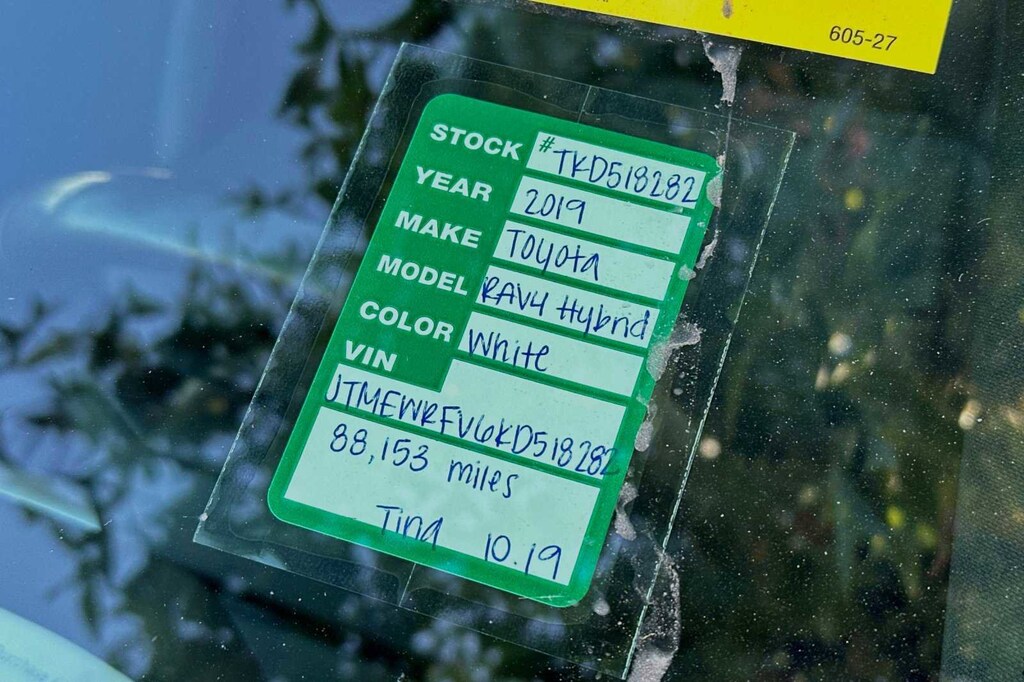 605-27
STOCK #TKD518282
YEAR 2019
MAKE Toyota
MODEL RAV4 Hybrid
COLOR White
VIN
JTMEWRFV6KD518282
88,153 miles
Tina 10.19